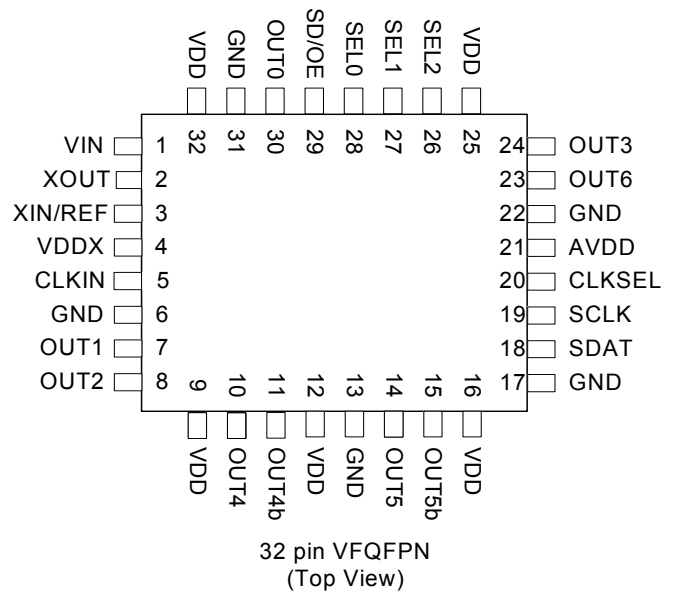 VDD GND OUT0 SD/OE SEL0 SEL1 SEL2 VDD
32 31 30 29 28 27 26 25
VIN 1 24 OUT3
XOUT 2 23 OUT6
XIN/REF 3 22 GND
VDDX 4 21 AVDD
CLKIN 5 20 CLKSEL
GND 6 19 SCLK
OUT1 7 18 SDAT
OUT2 8 17 GND
9 10 11 12 13 14 15 16
VDD OUT4 OUT4b VDD GND OUT5 OUT5b VDD
32 pin VFQFPN
(Top View)